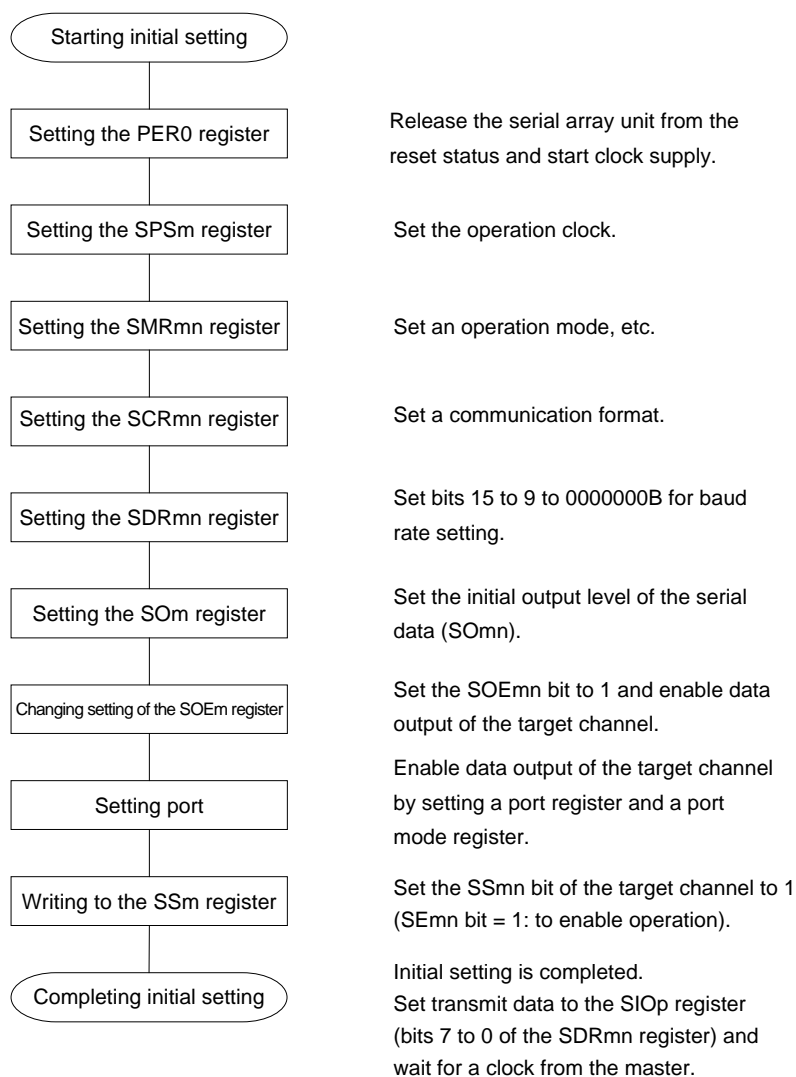 Starting initial setting
Setting the PER0 register
Release the serial array unit from the
reset status and start clock supply.
Setting the SPSm register
Set the operation clock.
Setting the SMRmn register
Set an operation mode, etc.
Setting the SCRmn register
Set a communication format.
Setting the SDRmn register
Set bits 15 to 9 to 0000000B for baud
rate setting.
Setting the SOm register
Set the initial output level of the serial
data (SOmn).
Changing setting of the SOEm register
Set the SOEmn bit to 1 and enable data
output of the target channel.
Setting port
Enable data output of the target channel
by setting a port register and a port
mode register.
Writing to the SSm register
Set the SSmn bit of the target channel to 1
(SEmn bit = 1: to enable operation).
Completing initial setting
Initial setting is completed.
Set transmit data to the SIOp register
(bits 7 to 0 of the SDRmn register) and
wait for a clock from the master.